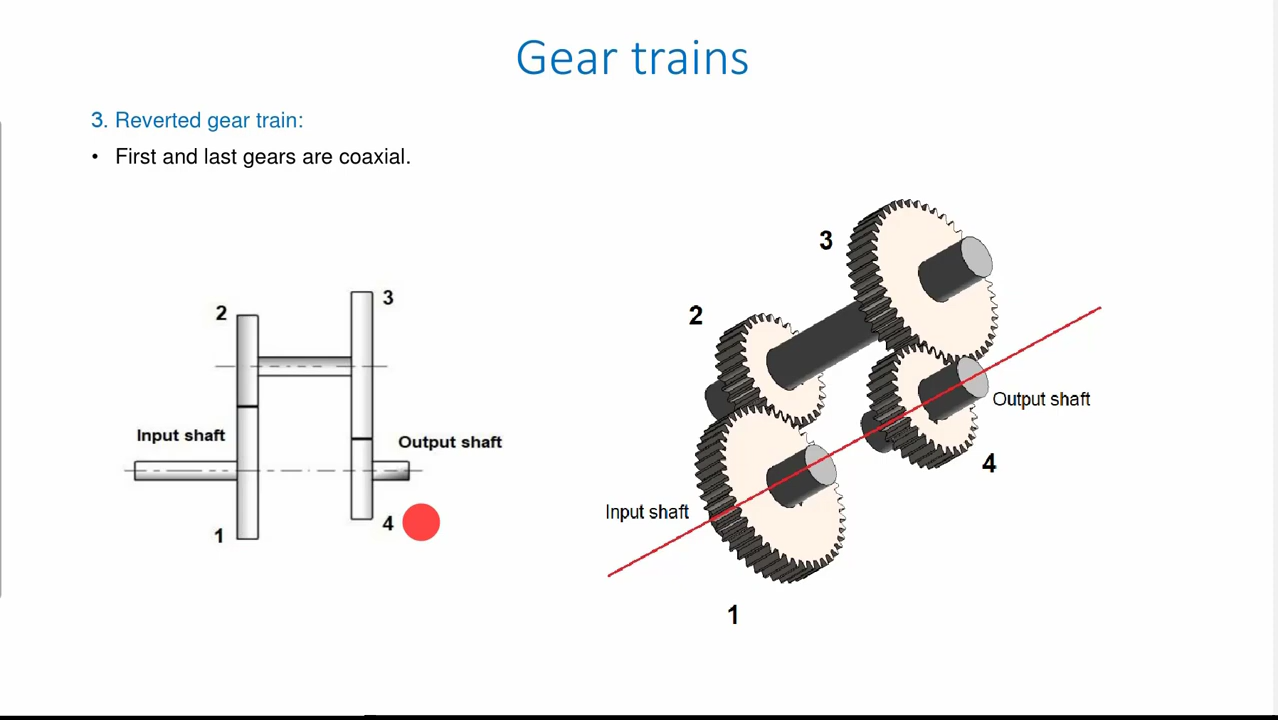 Gear trains
3. Reverted gear train:
• First and last gears are coaxial.
2
3
Input shaft
Output shaft
1
4
3
2
Output shaft
4
Input shaft
1